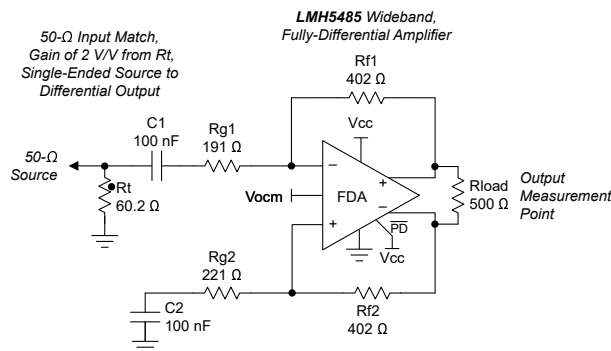 LMH5485 Wideband,
Fully-Differential Amplifier
50-Ω Input Match,
Gain of 2 V/V from Rt,
Single-Ended Source to
Differential Output
Rf1
402 Ω
C1
100 nF
Rg1
191 Ω
Vcc
50-Ω
Source
Rt
60.2 Ω
Vocm
−
+
FDA
+
−
PD
Vcc
Rload
500 Ω
Output
Measurement
Point
Rg2
221 Ω
C2
100 nF
Rf2
402 Ω